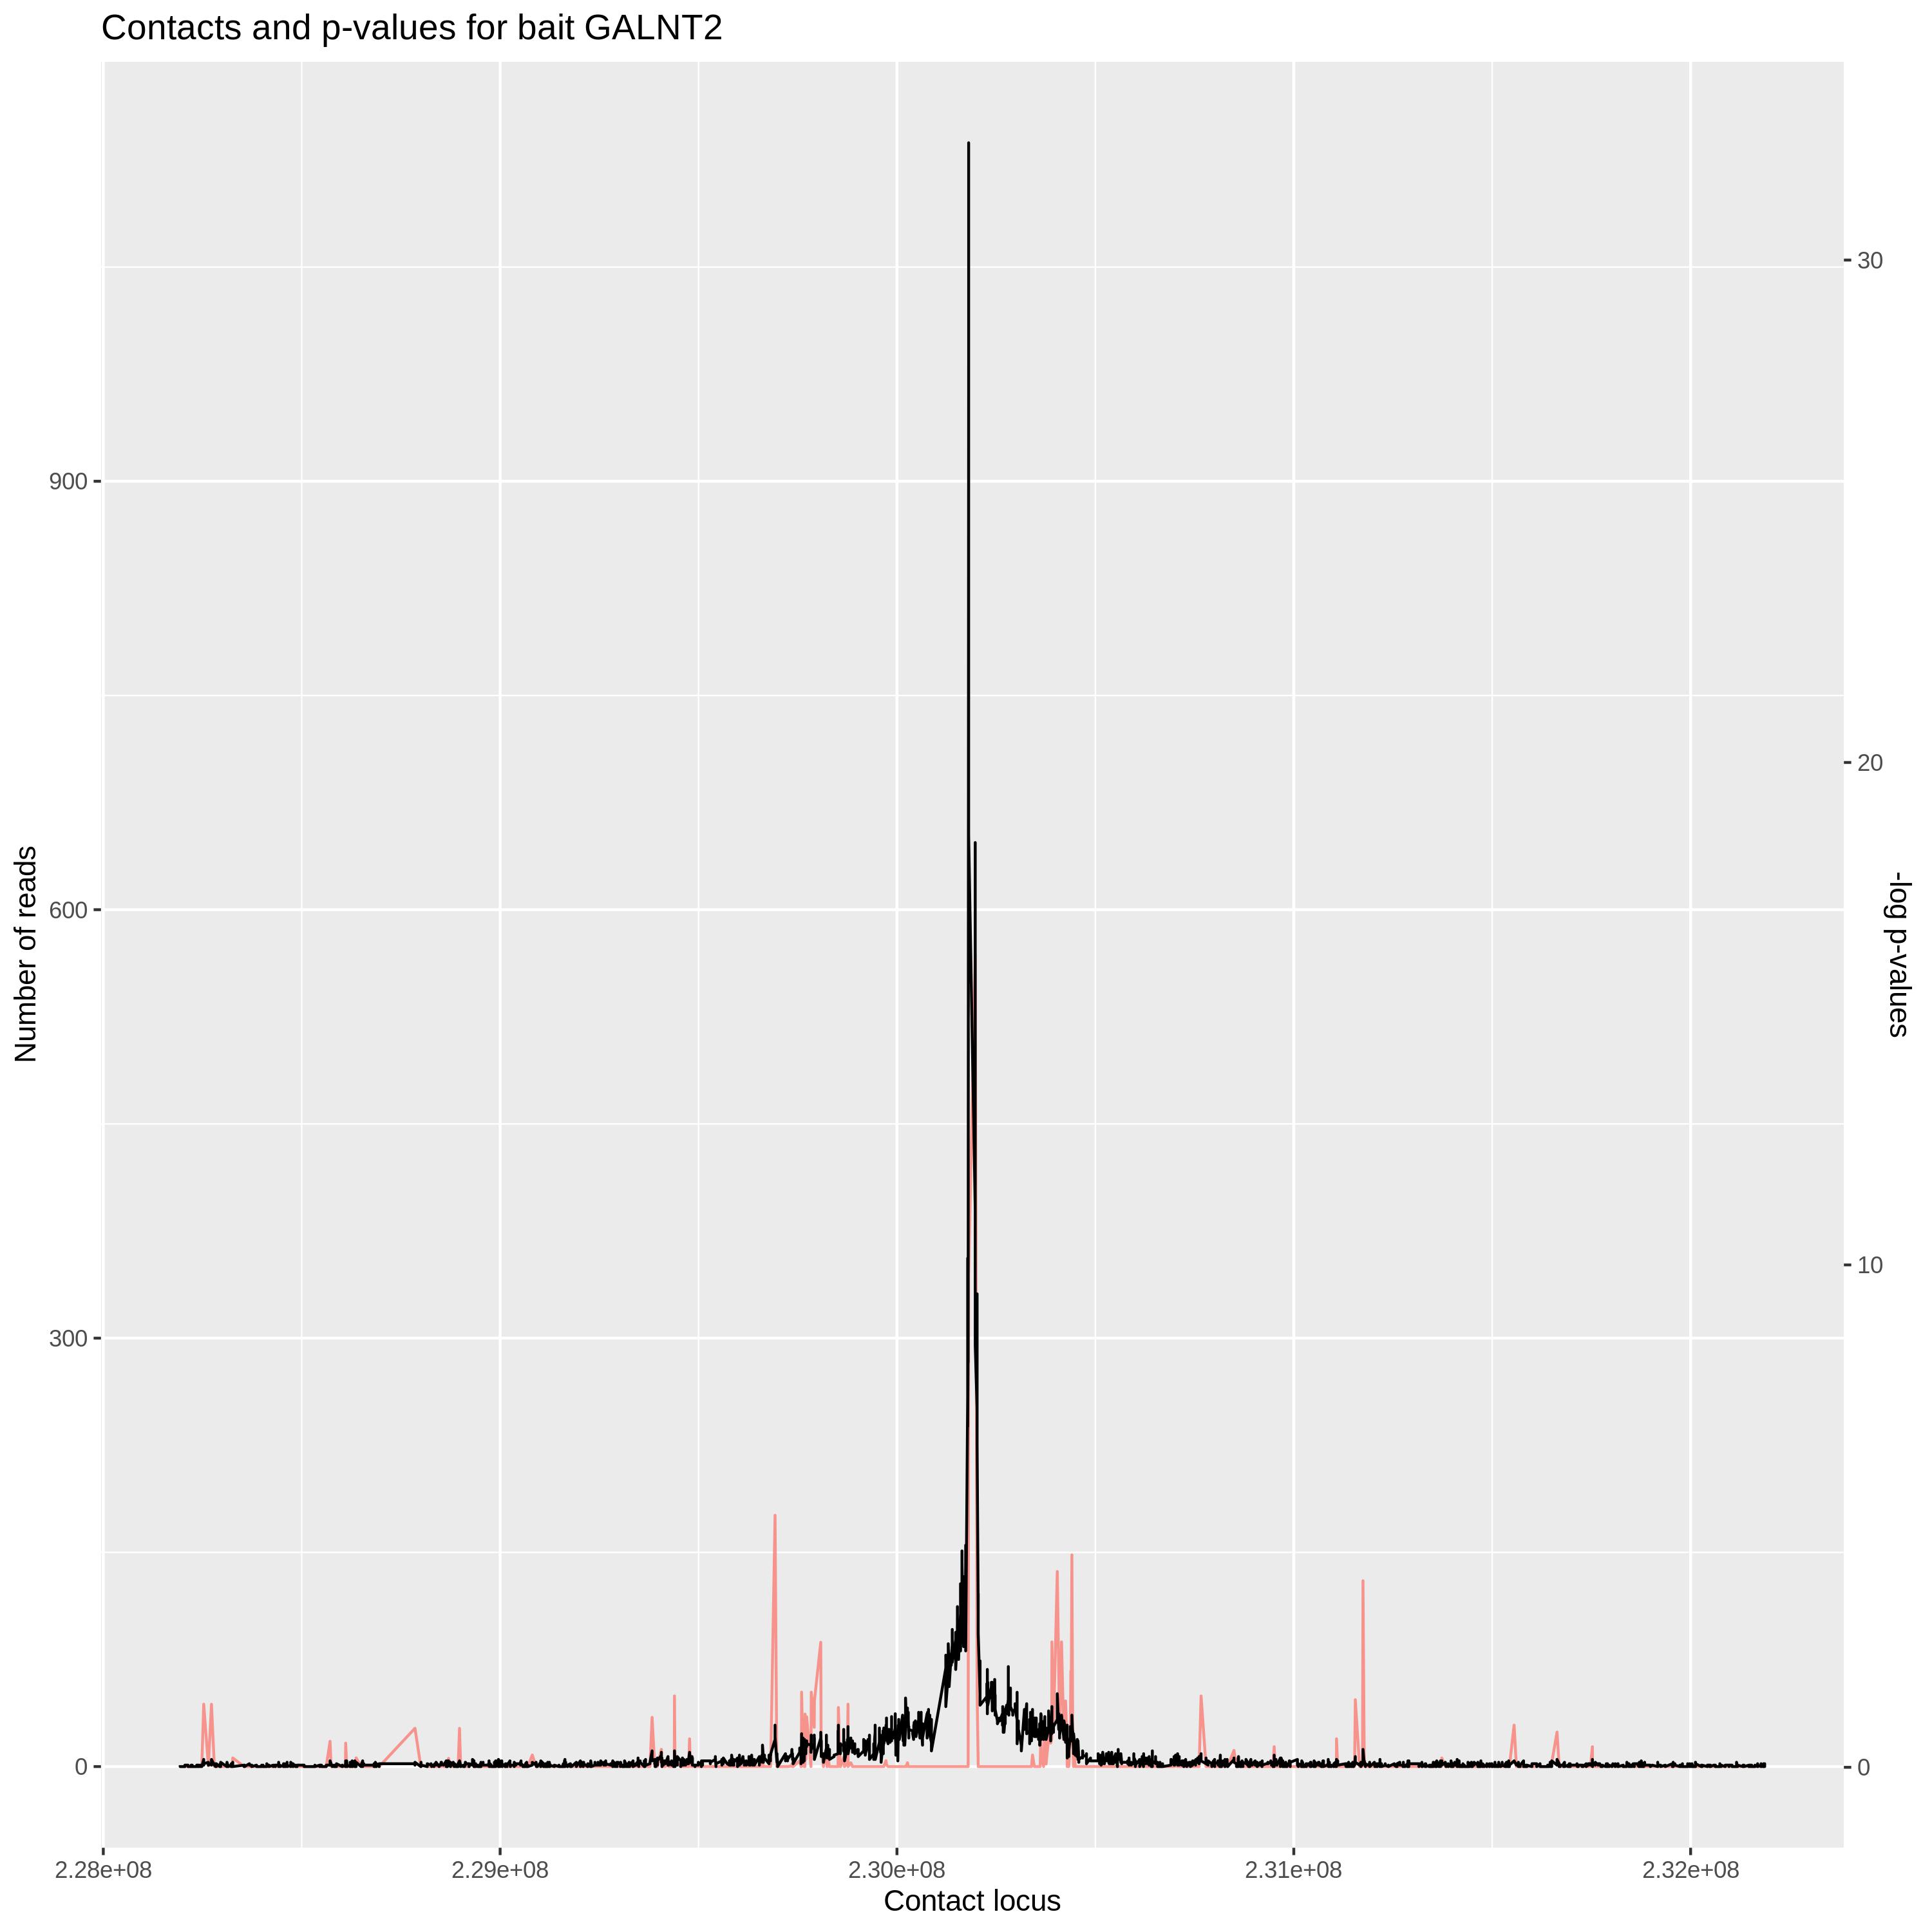 Contacts and p-values for bait GALNT2
Number of reads
900
600
300
0
30
20
10
0
-log p-values
2.28e+08
2.29e+08
2.30e+08
2.31e+08
2.32e+08
Contact locus